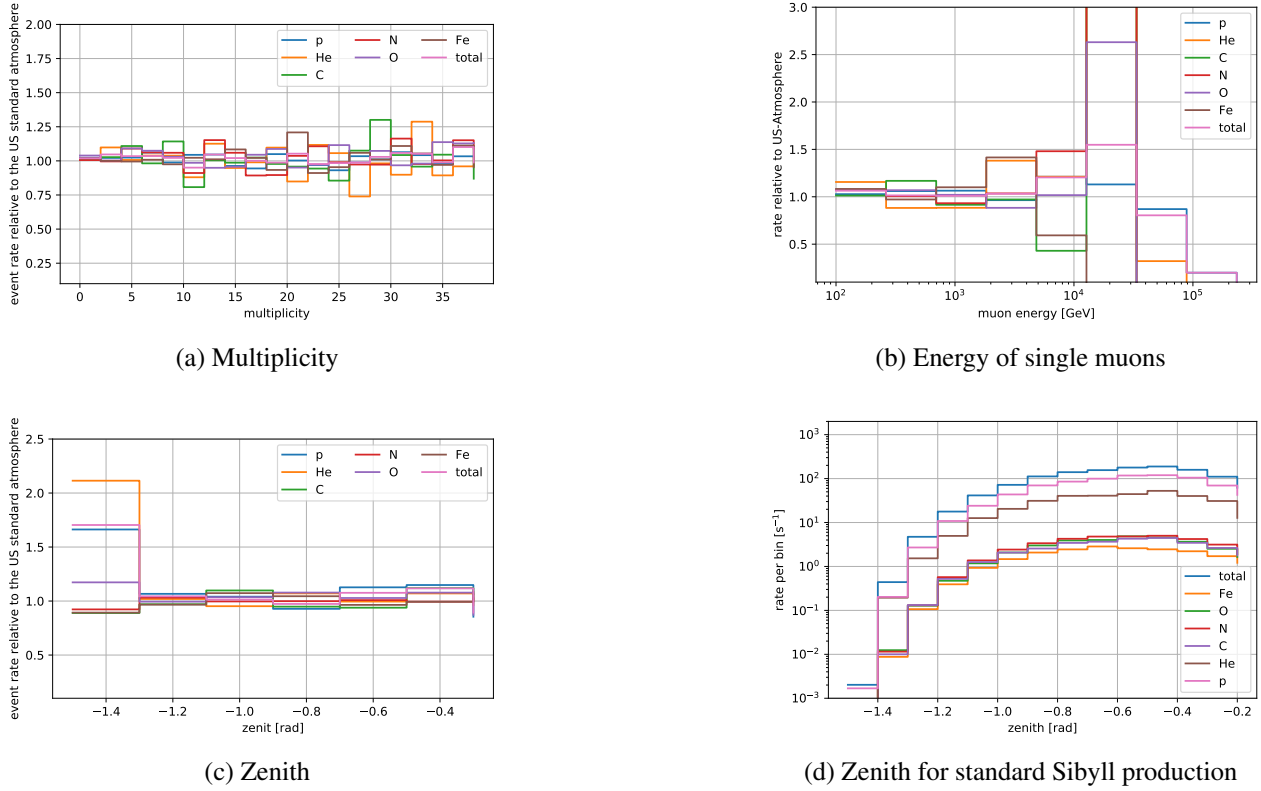 event rate relative to the US standard atmosphere
2.00
1.75
1.50
1.25
1.00
0.75
0.50
0.25
p N Fe
He O total
C
0 5 10 15 20 25 30 35
multiplicity
(a) Multiplicity
rate relative to US-Atmosphere
3.0
2.5
2.0
1.5
1.0
0.5
p
He
C
N
O
Fe
total
10² 10³ 10⁴ 10⁵
muon energy [GeV]
(b) Energy of single muons
event rate relative to the US standard atmosphere
2.5
2.0
1.5
1.0
0.5
p N Fe
He O total
C
−1.4 −1.2 −1.0 −0.8 −0.6 −0.4
zenit [rad]
(c) Zenith
rate per bin [s⁻¹]
10³
10²
10¹
10⁰
10⁻¹
10⁻²
10⁻³
total
Fe
O
N
C
He
p
−1.4 −1.2 −1.0 −0.8 −0.6 −0.4 −0.2
zenith [rad]
(d) Zenith for standard Sibyll production